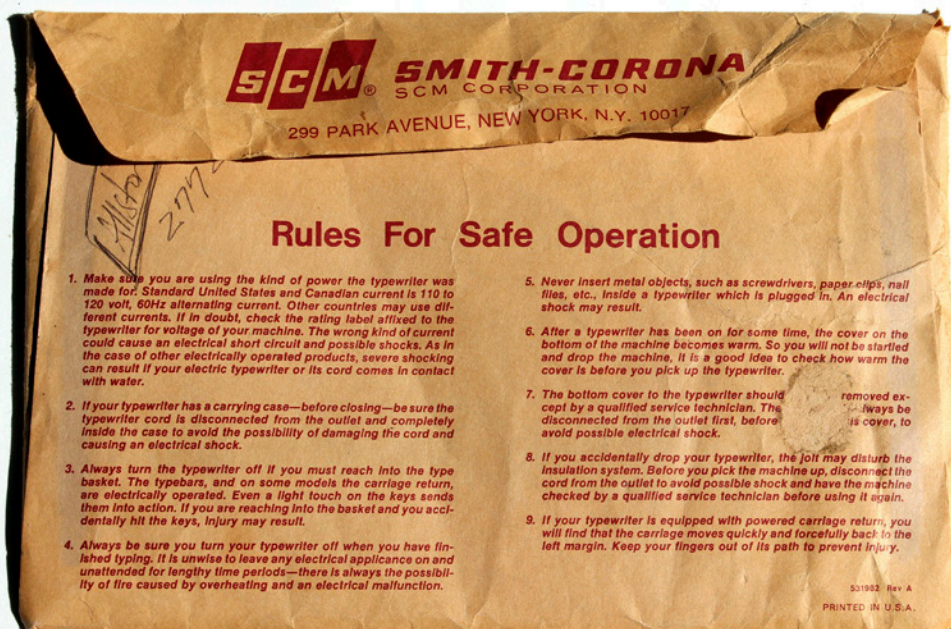 SCM® SMITH-CORONA
SCM CORPORATION
299 PARK AVENUE, NEW YORK, N.Y. 10017
Allstar
277
Rules For Safe Operation
1. Make sure you are using the kind of power the typewriter was
made for. Standard United States and Canadian current is 110 to
120 volt, 60Hz alternating current. Other countries may use dif-
ferent currents. If in doubt, check the rating label affixed to the
typewriter for voltage of your machine. The wrong kind of current
could cause an electrical short circuit and possible shocks. As in
the case of other electrically operated products, severe shocking
can result if your electric typewriter or its cord comes in contact
with water.
2. If your typewriter has a carrying case—before closing—be sure the
typewriter cord is disconnected from the outlet and completely
inside the case to avoid the possibility of damaging the cord and
causing an electrical shock.
3. Always turn the typewriter off if you must reach into the type
basket. The typebars, and on some models the carriage return,
are electrically operated. Even a light touch on the keys sends
them into action. If you are reaching into the basket and you acci-
dentally hit the keys, injury may result.
4. Always be sure you turn your typewriter off when you have fin-
ished typing. It is unwise to leave any electrical applicance on and
unattended for lengthy time periods—there is always the possibil-
ity of fire caused by overheating and an electrical malfunction.
5. Never insert metal objects, such as screwdrivers, paper clips, nail
files, etc., inside a typewriter which is plugged in. An electrical
shock may result.
6. After a typewriter has been on for some time, the cover on the
bottom of the machine becomes warm. So you will not be startled
and drop the machine, it is a good idea to check how warm the
cover is before you pick up the typewriter.
7. The bottom cover to the typewriter should removed ex-
cept by a qualified service technician. The always be
disconnected from the outlet first, before cover, to
avoid possible electrical shock.
8. If you accidentally drop your typewriter, the jolt may disturb the
insulation system. Before you pick the machine up, disconnect the
cord from the outlet to avoid possible shock and have the machine
checked by a qualified service technician before using it again.
9. If your typewriter is equipped with powered carriage return, you
will find that the carriage moves quickly and forcefully back to the
left margin. Keep your fingers out of its path to prevent injury.
531982 Rev A
PRINTED IN U.S.A.